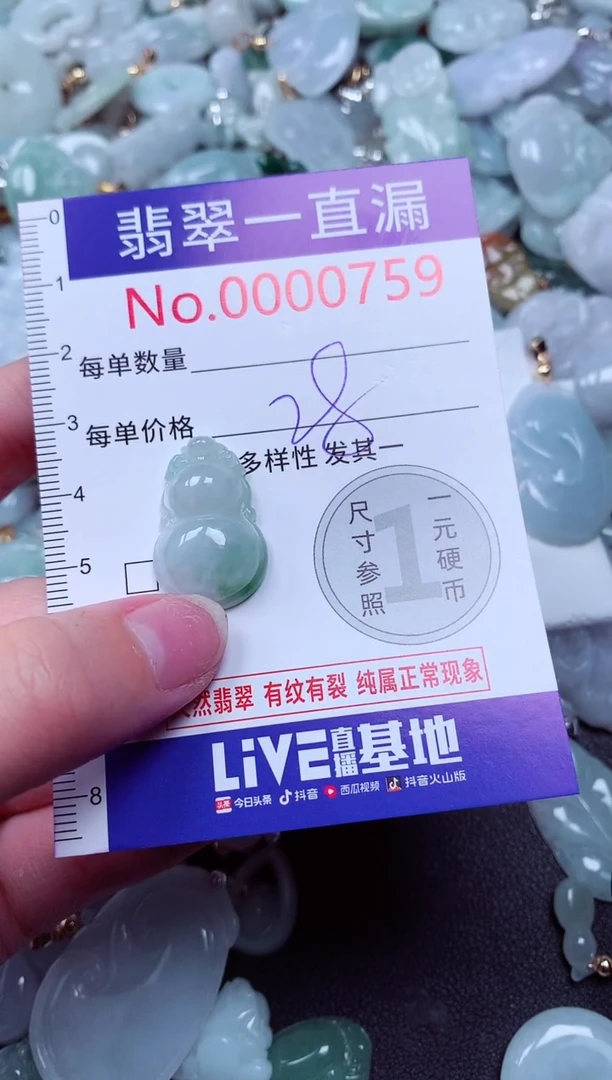 翡翠一直漏
No.0000759
每单数量
每单价格 28
多样性 发其一
尺寸参照
1
一元硬币
然翡翠 有纹有裂 纯属正常现象
LiVE直播基地
头条 今日头条 抖音 西瓜视频 抖音火山版
0
1
2
3
4
5
8